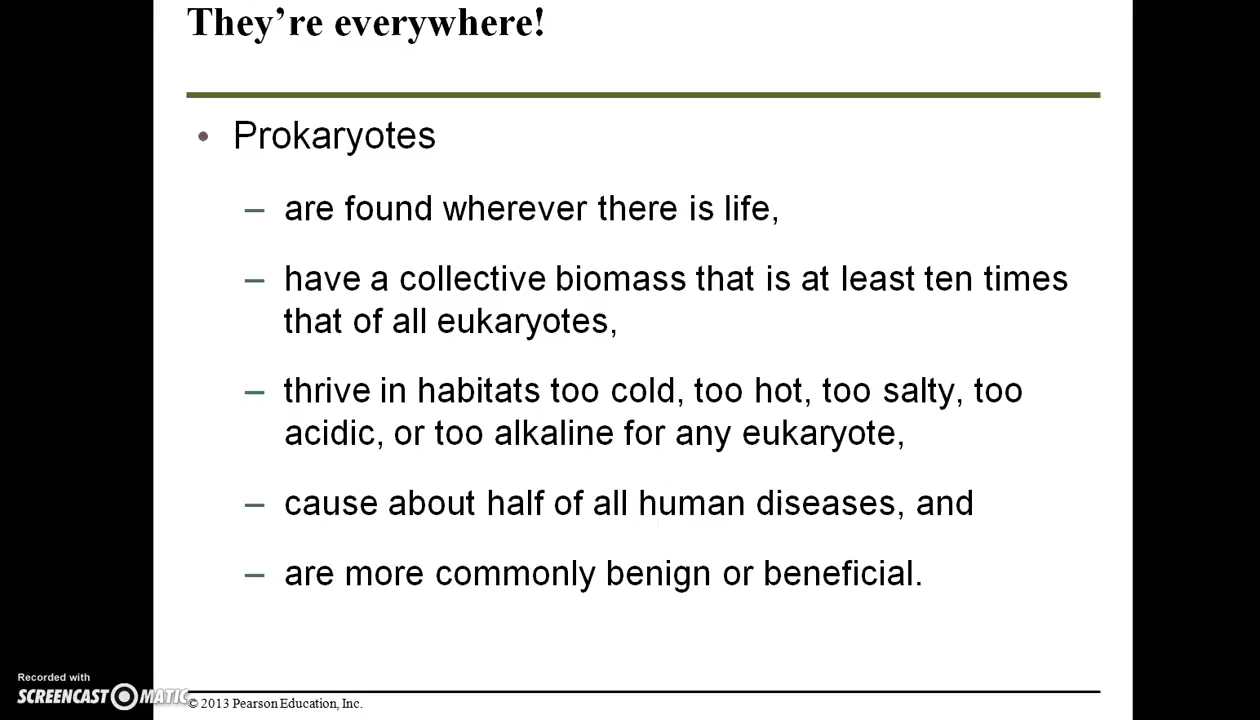 They're everywhere!
• Prokaryotes
– are found wherever there is life,
– have a collective biomass that is at least ten times
that of all eukaryotes,
– thrive in habitats too cold, too hot, too salty, too
acidic, or too alkaline for any eukaryote,
– cause about half of all human diseases, and
– are more commonly benign or beneficial.
Recorded with
SCREENCAST MATIC
© 2013 Pearson Education, Inc.